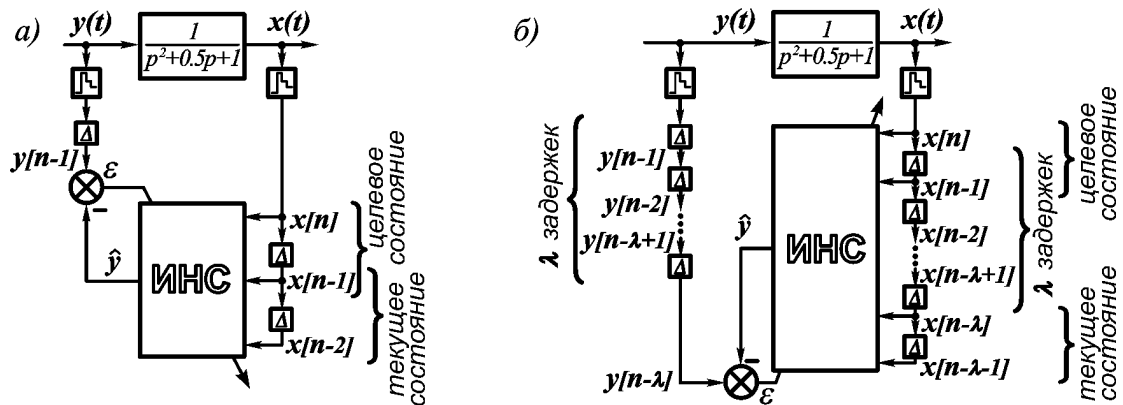 а)
y(t)
1
p²+0.5p+1
x(t)
Δ
y[n-1]
ε
−
ŷ
ИНС
x[n]
Δ
x[n-1]
Δ
x[n-2]
целевое
состояние
текущее
состояние
б)
y(t)
1
p²+0.5p+1
x(t)
λ задержек
Δ
y[n-1]
Δ
y[n-2]
y[n-λ+1]
Δ
y[n-λ]
−
ε
ŷ
ИНС
x[n]
Δ
x[n-1]
Δ
x[n-2]
x[n-λ+1]
Δ
x[n-λ]
Δ
x[n-λ-1]
λ задержек
целевое
состояние
текущее
состояние